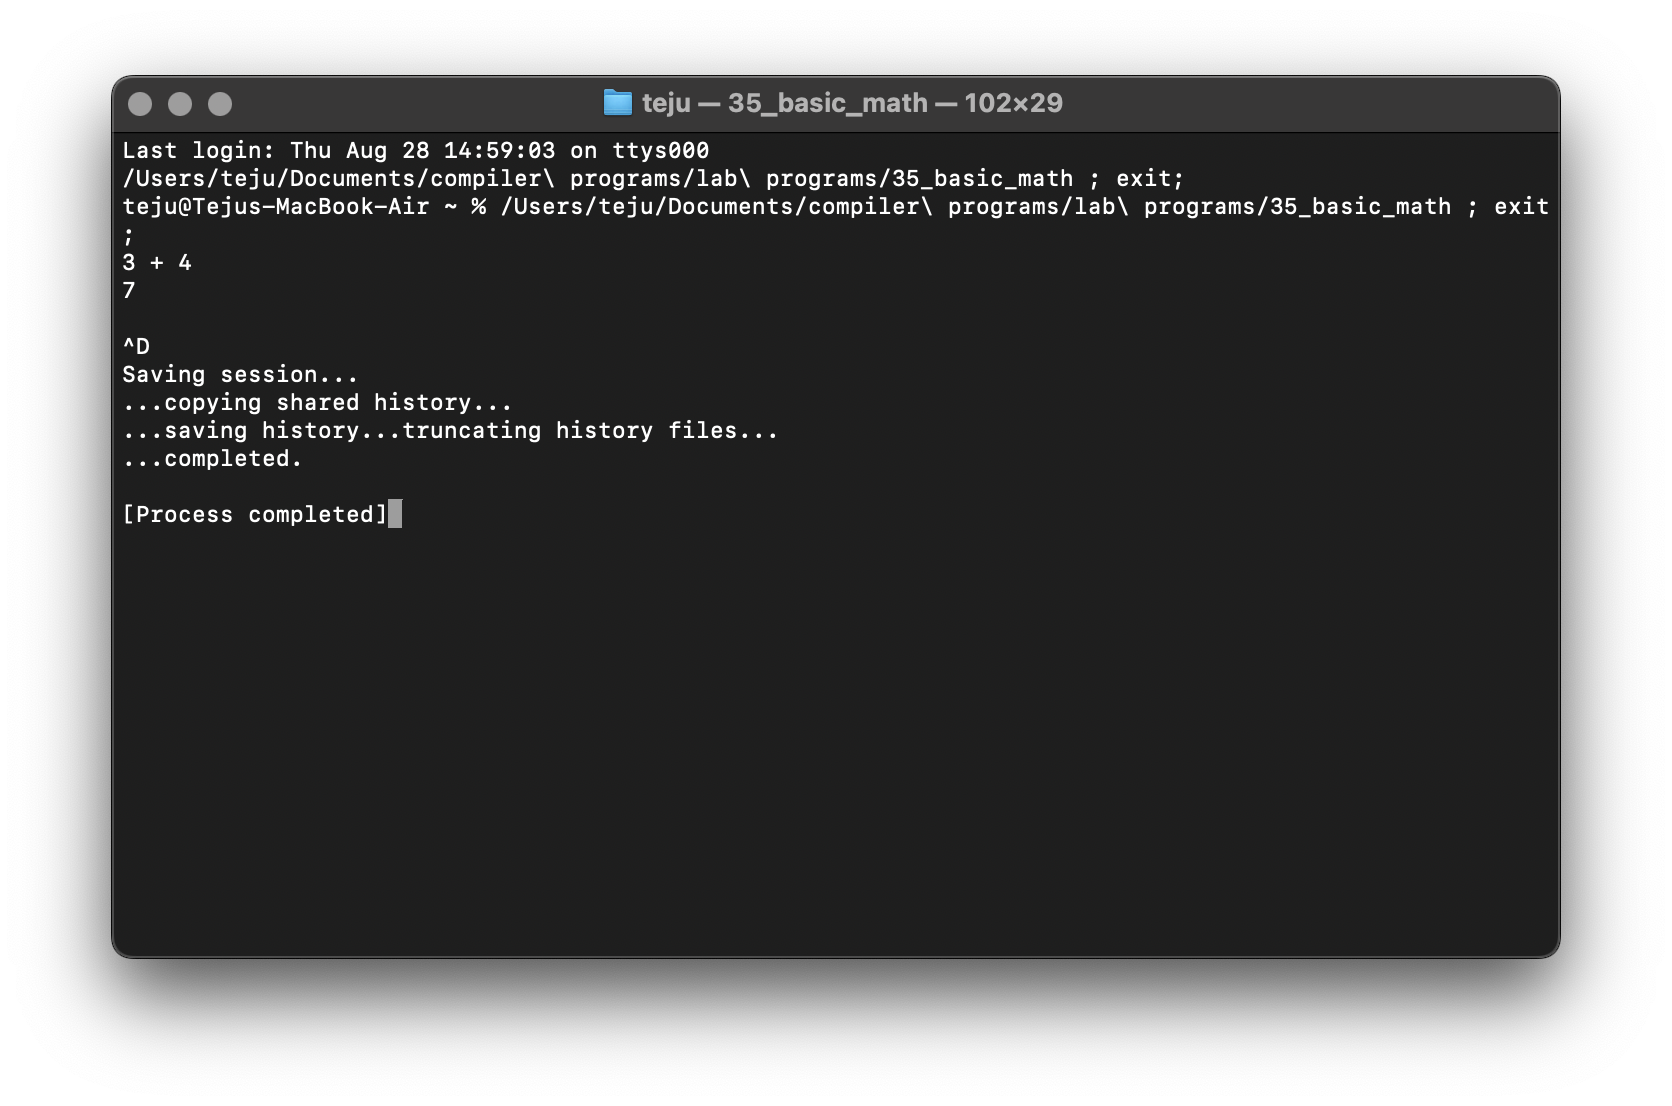 teju — 35_basic_math — 102×29
Last login: Thu Aug 28 14:59:03 on ttys000
/Users/teju/Documents/compiler\ programs/lab\ programs/35_basic_math ; exit;
teju@Tejus-MacBook-Air ~ % /Users/teju/Documents/compiler\ programs/lab\ programs/35_basic_math ; exit
;
3 + 4
7
^D
Saving session...
...copying shared history...
...saving history...truncating history files...
...completed.
[Process completed]